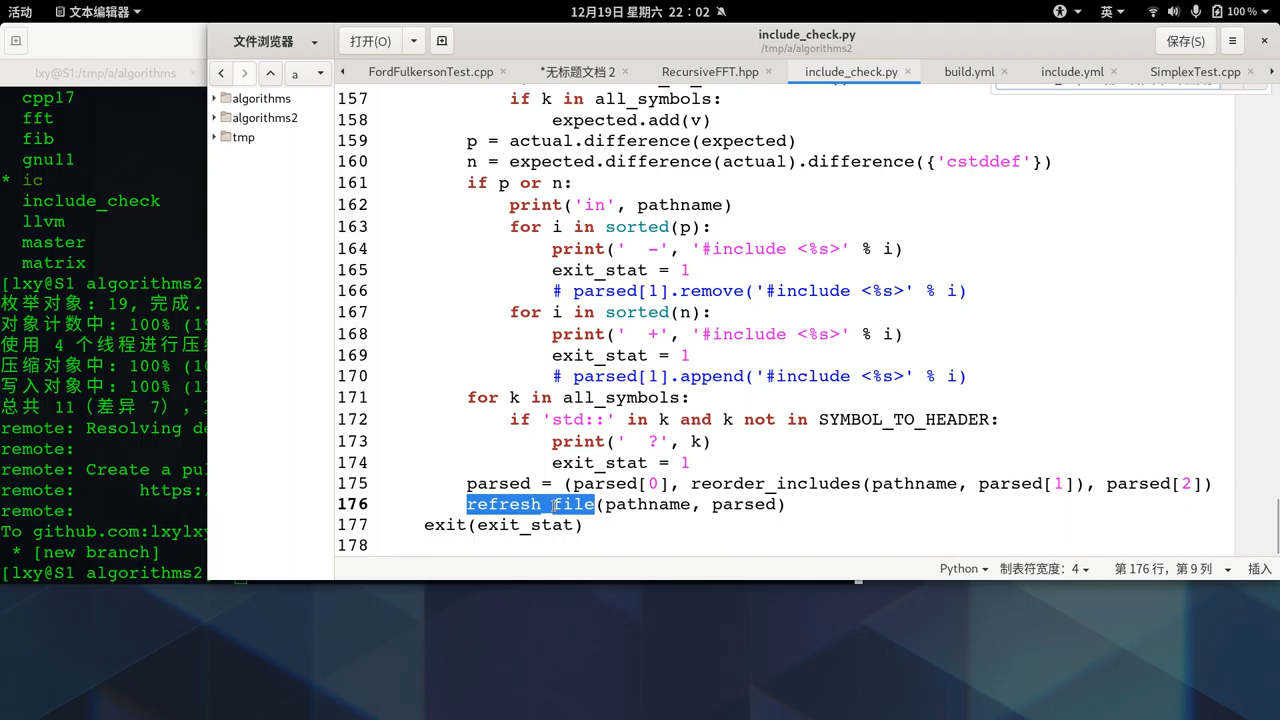 活动 文本编辑器 12月19日 星期六 22：02 英 100 %
文件浏览器 打开(O) include_check.py
/tmp/a/algorithms2
保存(S)
lxy@S1:/tmp/a/algorithms
a
FordFulkersonTest.cpp *无标题文档 2 RecursiveFFT.hpp include_check.py build.yml include.yml SimplexTest.cpp
algorithms
algorithms2
tmp
cpp17
fft
fib
gnu11
* ic
include_check
llvm
master
matrix
[lxy@S1 algorithms2
枚举对象: 19, 完成.
对象计数中: 100% (19
使用 4 个线程进行压缩
压缩对象中: 100% (10
写入对象中: 100% (11
总共 11（差异 7），
remote: Resolving de
remote:
remote: Create a pu
remote:      https:
remote:
To github.com:lxylxy
* [new branch]
[lxy@S1 algorithms2
157 if k in all_symbols:
158 expected.add(v)
159 p = actual.difference(expected)
160 n = expected.difference(actual).difference({'cstddef'})
161 if p or n:
162 print('in', pathname)
163 for i in sorted(p):
164 print('  -', '#include <%s>' % i)
165 exit_stat = 1
166 # parsed[1].remove('#include <%s>' % i)
167 for i in sorted(n):
168 print('  +', '#include <%s>' % i)
169 exit_stat = 1
170 # parsed[1].append('#include <%s>' % i)
171 for k in all_symbols:
172 if 'std::' in k and k not in SYMBOL_TO_HEADER:
173 print('  ?', k)
174 exit_stat = 1
175 parsed = (parsed[0], reorder_includes(pathname, parsed[1]), parsed[2])
176 refresh_file(pathname, parsed)
177 exit(exit_stat)
178
Python 制表符宽度：4 第 176 行，第 9 列 插入